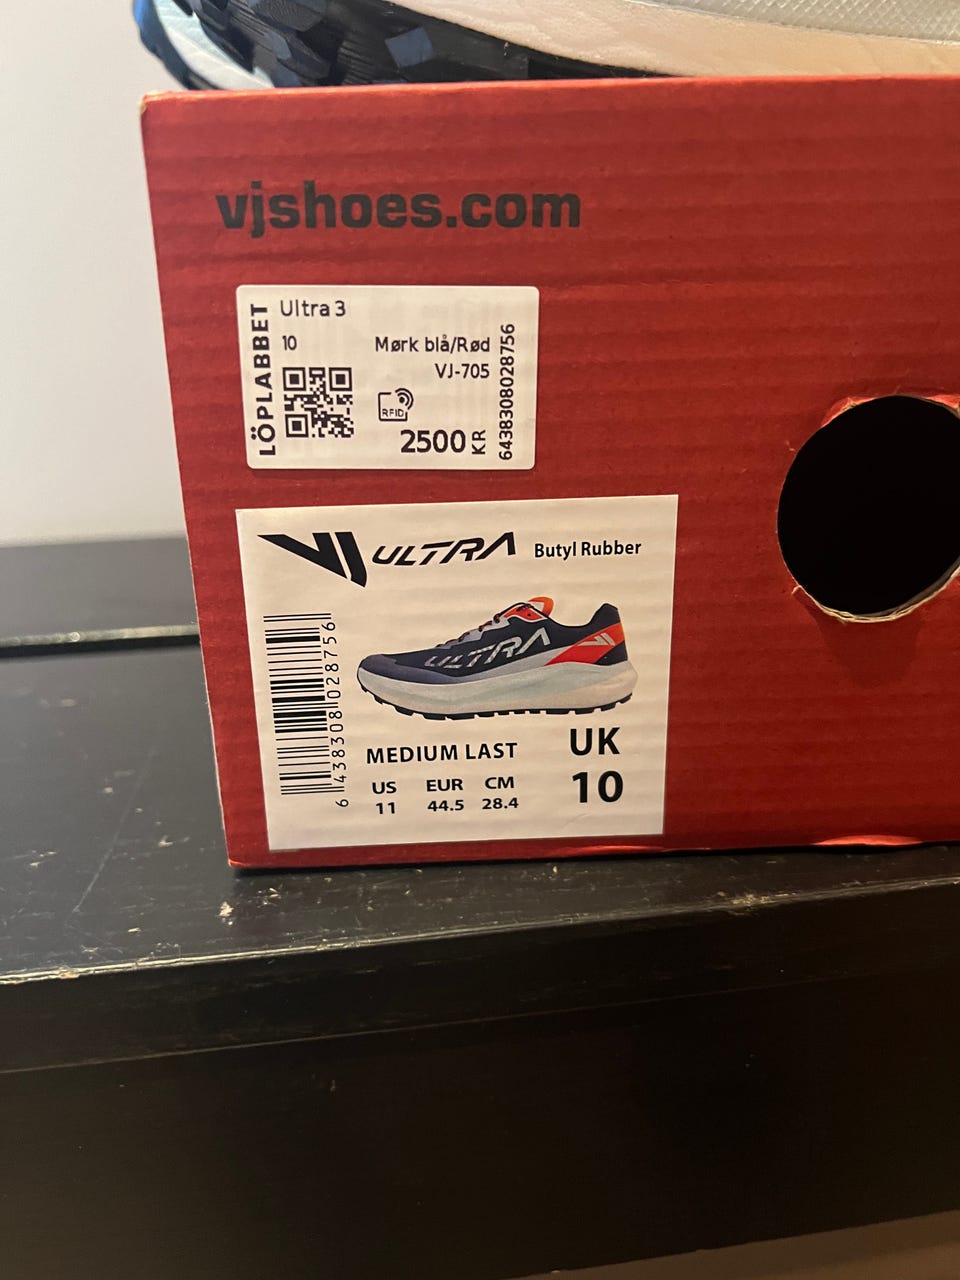 vjshoes.com
LÖPLABBET
Ultra 3
10
Mørk blå/Rød
VJ-705
RFID
2500 KR
6438308028756
VJ ULTRA Butyl Rubber
ULTRA
6 438308 028756
MEDIUM LAST
US EUR CM
11 44.5 28.4
UK
10